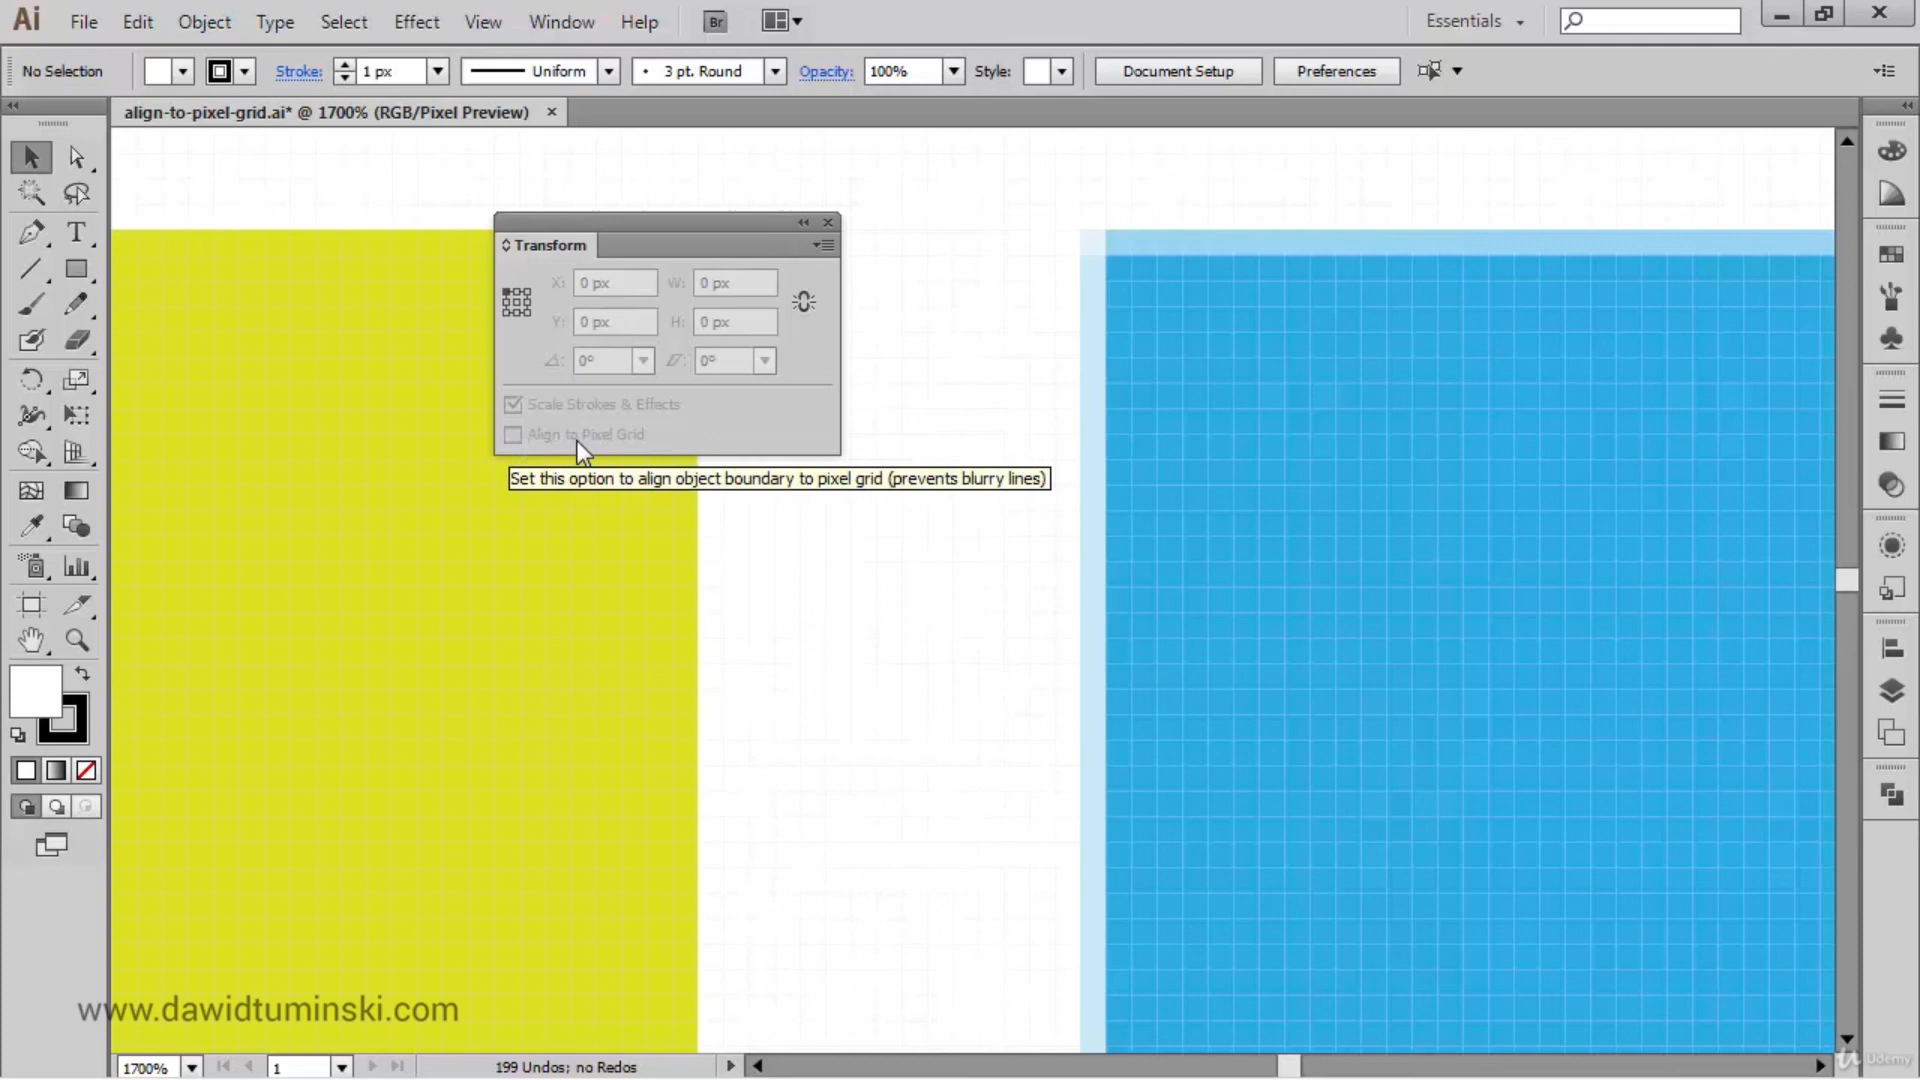 Ai File Edit Object Type Select Effect View Window Help Br Essentials
No Selection Stroke: 1 px Uniform 3 pt. Round Opacity: 100% Style: Document Setup Preferences
align-to-pixel-grid.ai* @ 1700% (RGB/Pixel Preview)
Transform
X: 0 px W: 0 px
Y: 0 px H: 0 px
0° 0°
Scale Strokes & Effects
Align to Pixel Grid
Set this option to align object boundary to pixel grid (prevents blurry lines)
T
www.dawidtuminski.com
1700% 1 199 Undos; no Redos
Udemy